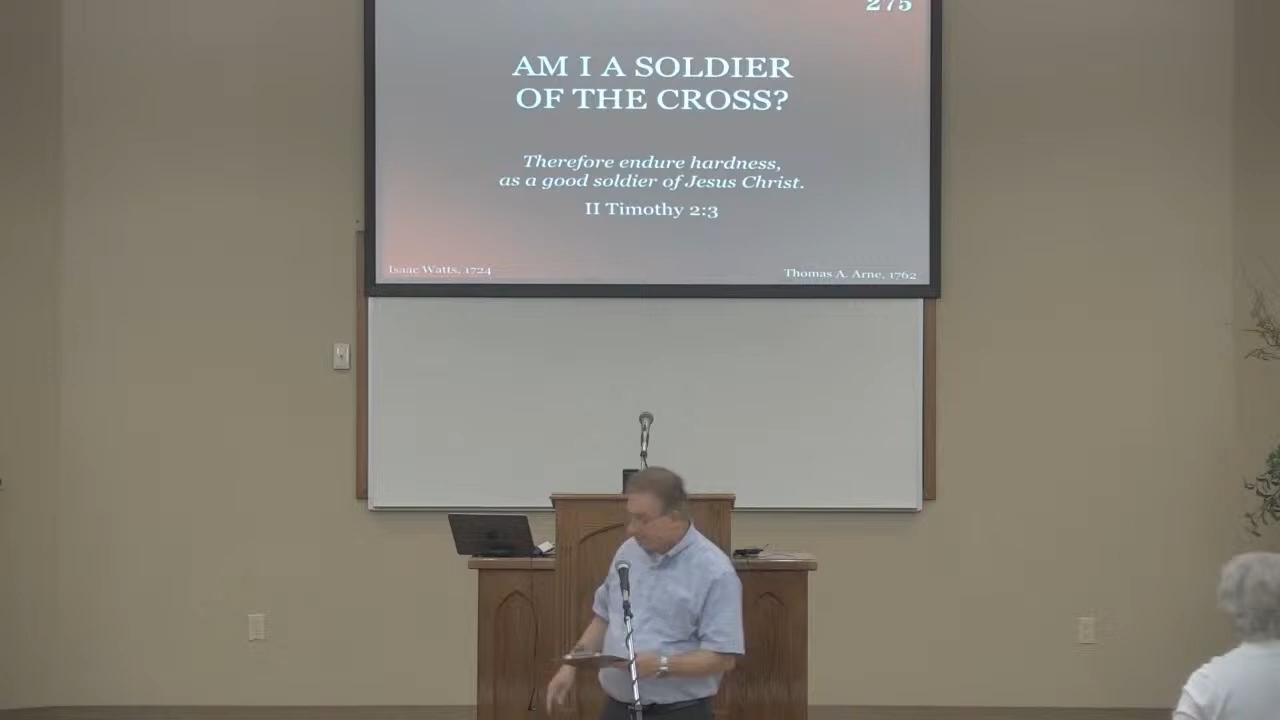 275
AM I A SOLDIER
OF THE CROSS?
Therefore endure hardness,
as a good soldier of Jesus Christ.
II Timothy 2:3
Isaac Watts, 1724
Thomas A. Arne, 1762